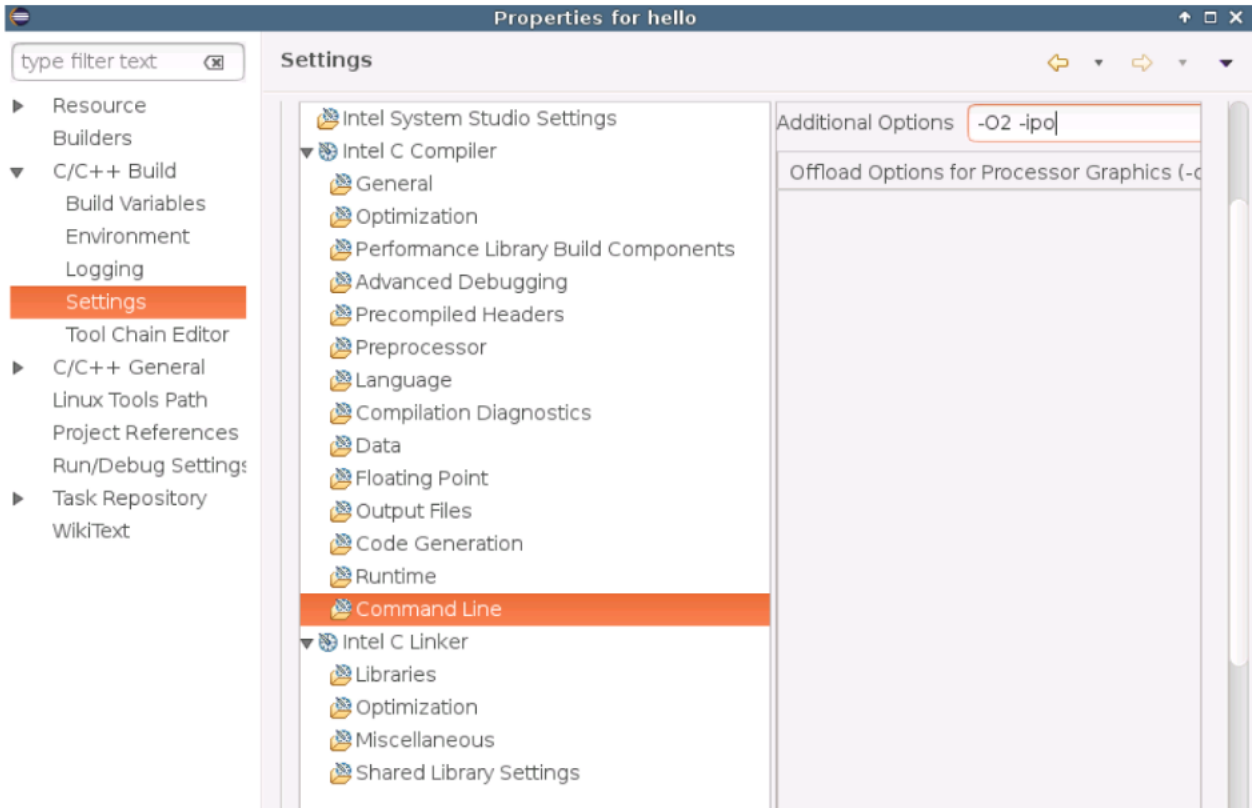 Properties for hello
type filter text
Resource
Builders
C/C++ Build
Build Variables
Environment
Logging
Settings
Tool Chain Editor
C/C++ General
Linux Tools Path
Project References
Run/Debug Settings
Task Repository
WikiText
Settings
Intel System Studio Settings
Intel C Compiler
General
Optimization
Performance Library Build Components
Advanced Debugging
Precompiled Headers
Preprocessor
Language
Compilation Diagnostics
Data
Floating Point
Output Files
Code Generation
Runtime
Command Line
Intel C Linker
Libraries
Optimization
Miscellaneous
Shared Library Settings
Additional Options -O2 -ipo
Offload Options for Processor Graphics (-c